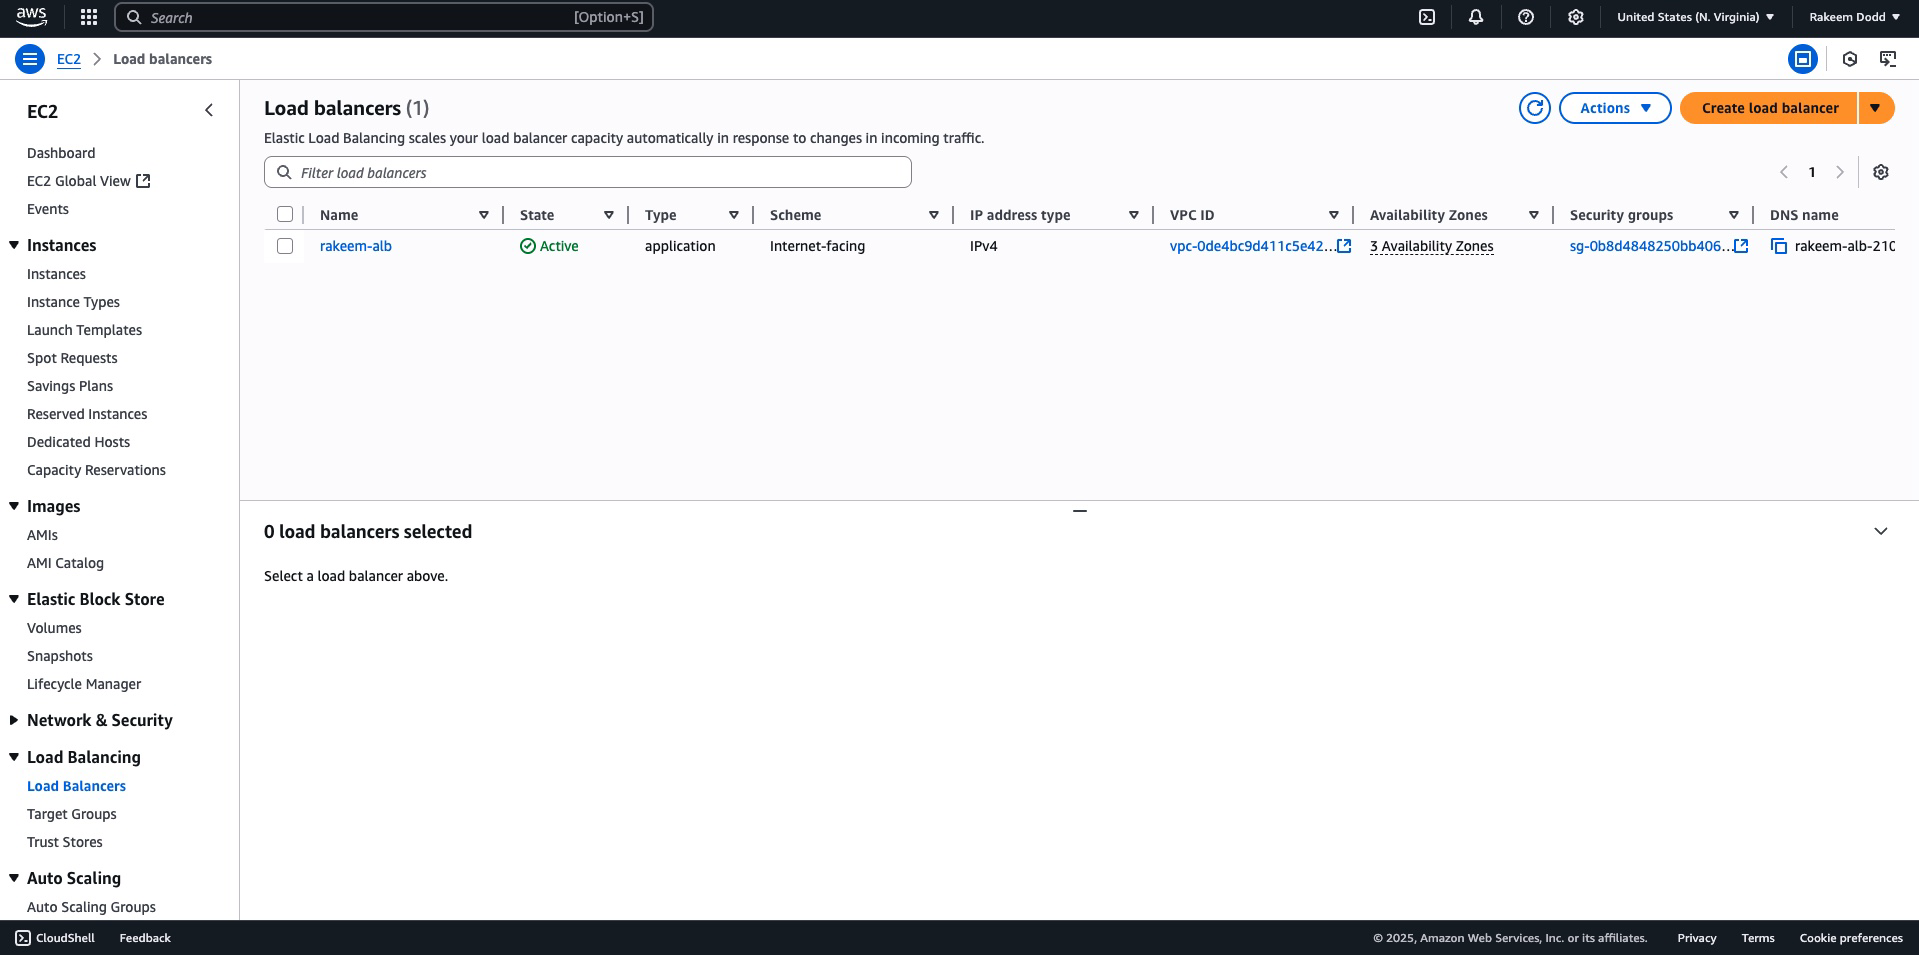 aws
Search [Option+S] United States (N. Virginia) Rakeem Dodd
EC2 Load balancers
EC2
Dashboard
EC2 Global View
Events
Instances
Instances
Instance Types
Launch Templates
Spot Requests
Savings Plans
Reserved Instances
Dedicated Hosts
Capacity Reservations
Images
AMIs
AMI Catalog
Elastic Block Store
Volumes
Snapshots
Lifecycle Manager
Network & Security
Load Balancing
Load Balancers
Target Groups
Trust Stores
Auto Scaling
Auto Scaling Groups
Load balancers (1) Actions Create load balancer
Elastic Load Balancing scales your load balancer capacity automatically in response to changes in incoming traffic.
Filter load balancers 1
Name State Type Scheme IP address type VPC ID Availability Zones Security groups DNS name
rakeem-alb Active application Internet-facing IPv4 vpc-0de4bc9d411c5e42... 3 Availability Zones sg-0b8d4848250bb406... rakeem-alb-210
0 load balancers selected
Select a load balancer above.
CloudShell Feedback © 2025, Amazon Web Services, Inc. or its affiliates. Privacy Terms Cookie preferences